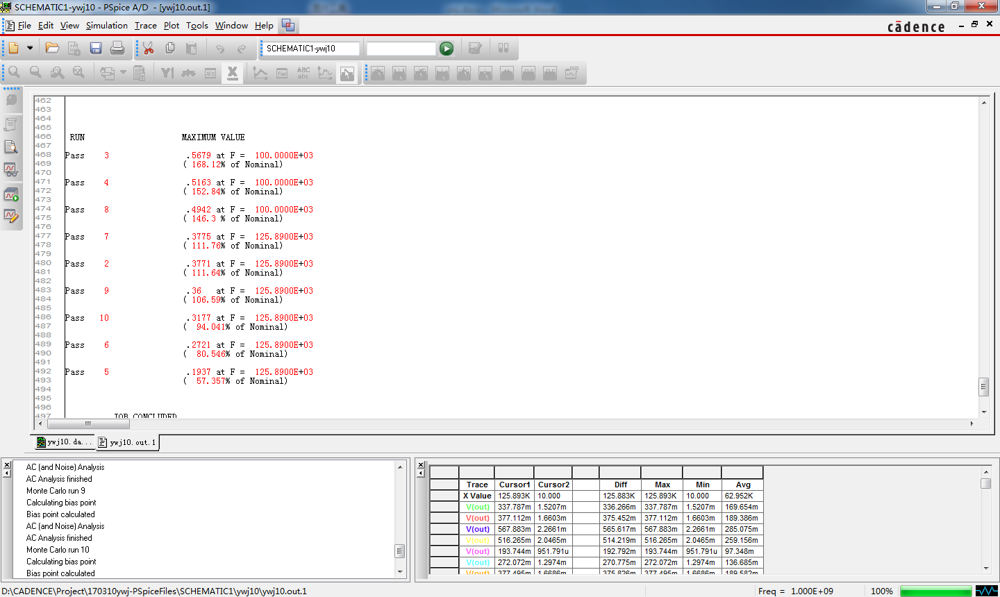 SCHEMATIC1-ywj10 - PSpice A/D - [ywj10.out.1]
File Edit View Simulation Trace Plot Tools Window Help
cādence
SCHEMATIC1-ywj10
462
463
464
465
466 RUN MAXIMUM VALUE
467
468 Pass 3 .5679 at F = 100.0000E+03
469 ( 168.12% of Nominal)
470
471 Pass 4 .5163 at F = 100.0000E+03
472 ( 152.84% of Nominal)
473
474 Pass 8 .4942 at F = 100.0000E+03
475 ( 146.3 % of Nominal)
476
477 Pass 7 .3775 at F = 125.8900E+03
478 ( 111.76% of Nominal)
479
480 Pass 2 .3771 at F = 125.8900E+03
481 ( 111.64% of Nominal)
482
483 Pass 9 .36 at F = 125.8900E+03
484 ( 106.59% of Nominal)
485
486 Pass 10 .3177 at F = 125.8900E+03
487 ( 94.041% of Nominal)
488
489 Pass 6 .2721 at F = 125.8900E+03
490 ( 80.546% of Nominal)
491
492 Pass 5 .1937 at F = 125.8900E+03
493 ( 57.357% of Nominal)
494
495
496
497 JOB CONCLUDED
ywj10.da... ywj10.out.1
AC (and Noise) Analysis
AC Analysis finished
Monte Carlo run 9
Calculating bias point
Bias point calculated
AC (and Noise) Analysis
AC Analysis finished
Monte Carlo run 10
Calculating bias point
Bias point calculated
Trace Cursor1 Cursor2 Diff Max Min Avg
X Value 125.893K 10.000 125.883K 125.893K 10.000 62.952K
V(out) 337.787m 1.5207m 336.266m 337.787m 1.5207m 169.654m
V(out) 377.112m 1.6603m 375.452m 377.112m 1.6603m 189.386m
V(out) 567.883m 2.2661m 565.617m 567.883m 2.2661m 285.075m
V(out) 516.265m 2.0465m 514.219m 516.265m 2.0465m 259.156m
V(out) 193.744m 951.791u 192.792m 193.744m 951.791u 97.348m
V(out) 272.072m 1.2974m 270.775m 272.072m 1.2974m 136.685m
V(out) 377.495m 1.6686m 375.826m 377.495m 1.6686m 189.582m
D:\CADENCE\Project\170310ywj-PSpiceFiles\SCHEMATIC1\ywj10\ywj10.out.1 Freq = 1.000E+09 100%